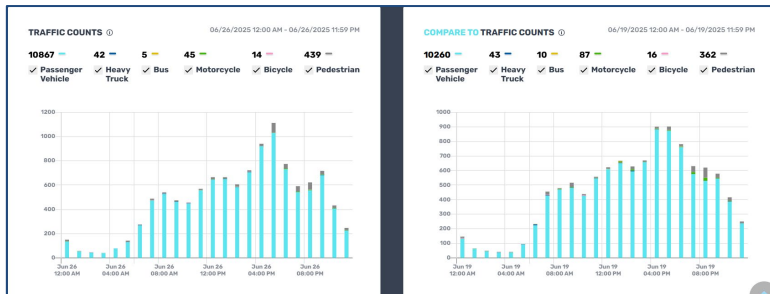 TRAFFIC COUNTS
06/26/2025 12:00 AM - 06/26/2025 11:59 PM
10867 42 5 45 14 439
Passenger Vehicle Heavy Truck Bus Motorcycle Bicycle Pedestrian
1200
1000
800
600
400
200
0
Jun 26 Jun 26 Jun 26 Jun 26 Jun 26 Jun 26
12:00 AM 04:00 AM 08:00 AM 12:00 PM 04:00 PM 08:00 PM
COMPARE TO TRAFFIC COUNTS
06/19/2025 12:00 AM - 06/19/2025 11:59 PM
10260 43 10 87 16 362
Passenger Vehicle Heavy Truck Bus Motorcycle Bicycle Pedestrian
1000
900
800
700
600
500
400
300
200
100
0
Jun 19 Jun 19 Jun 19 Jun 19 Jun 19 Jun 19
12:00 AM 04:00 AM 08:00 AM 12:00 PM 04:00 PM 08:00 PM